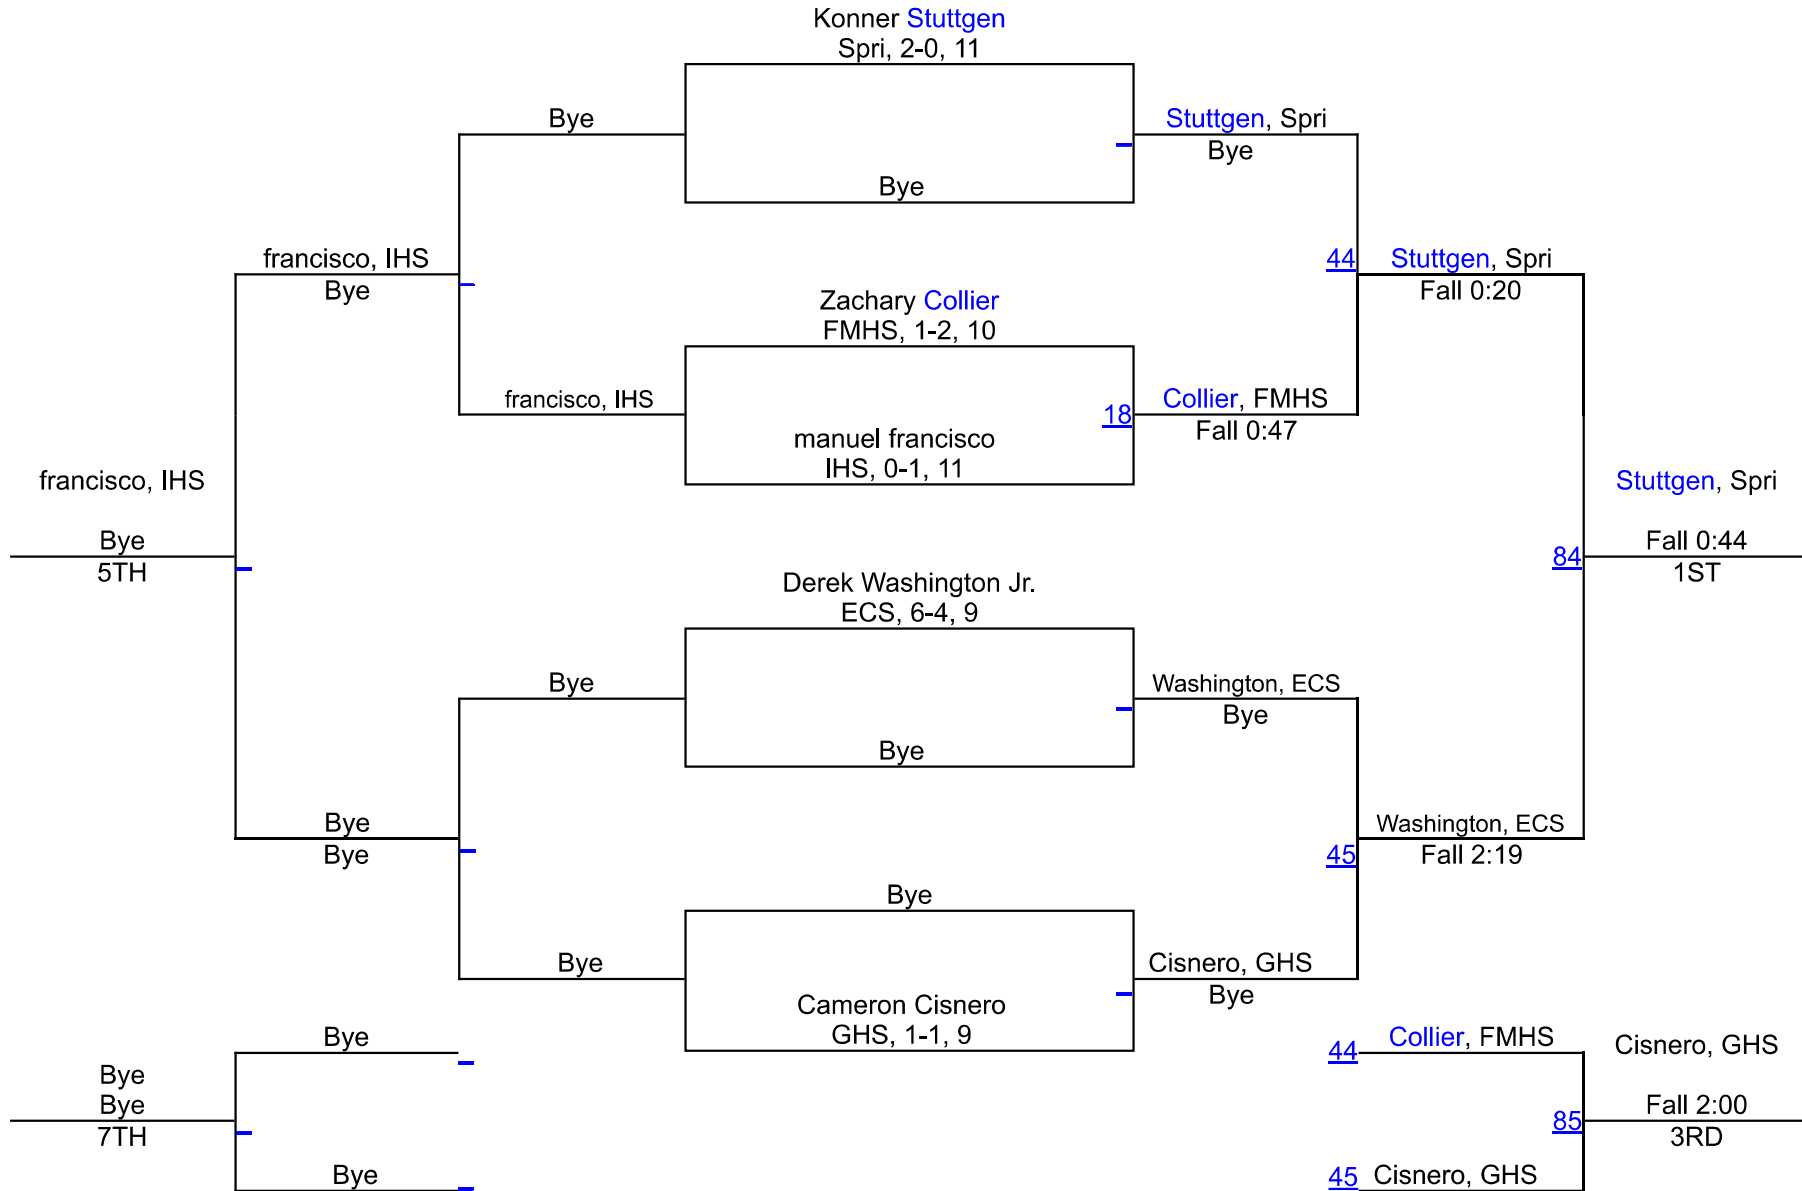 Konner Stuttgen
Spri, 2-0, 11
Bye
Stuttgen, Spri
Bye
Bye
francisco, IHS
Bye
44
Stuttgen, Spri
Fall 0:20
Zachary Collier
FMHS, 1-2, 10
francisco, IHS
18
Collier, FMHS
Fall 0:47
manuel francisco
IHS, 0-1, 11
francisco, IHS
Bye
5TH
Stuttgen, Spri
84
Fall 0:44
1ST
Derek Washington Jr.
ECS, 6-4, 9
Bye
Washington, ECS
Bye
Bye
Bye
Bye
45
Washington, ECS
Fall 2:19
Bye
Bye
Cisnero, GHS
Bye
Cameron Cisnero
GHS, 1-1, 9
Bye
Bye
Bye
7TH
Bye
44
Collier, FMHS
Cisnero, GHS
85
Fall 2:00
3RD
45
Cisnero, GHS